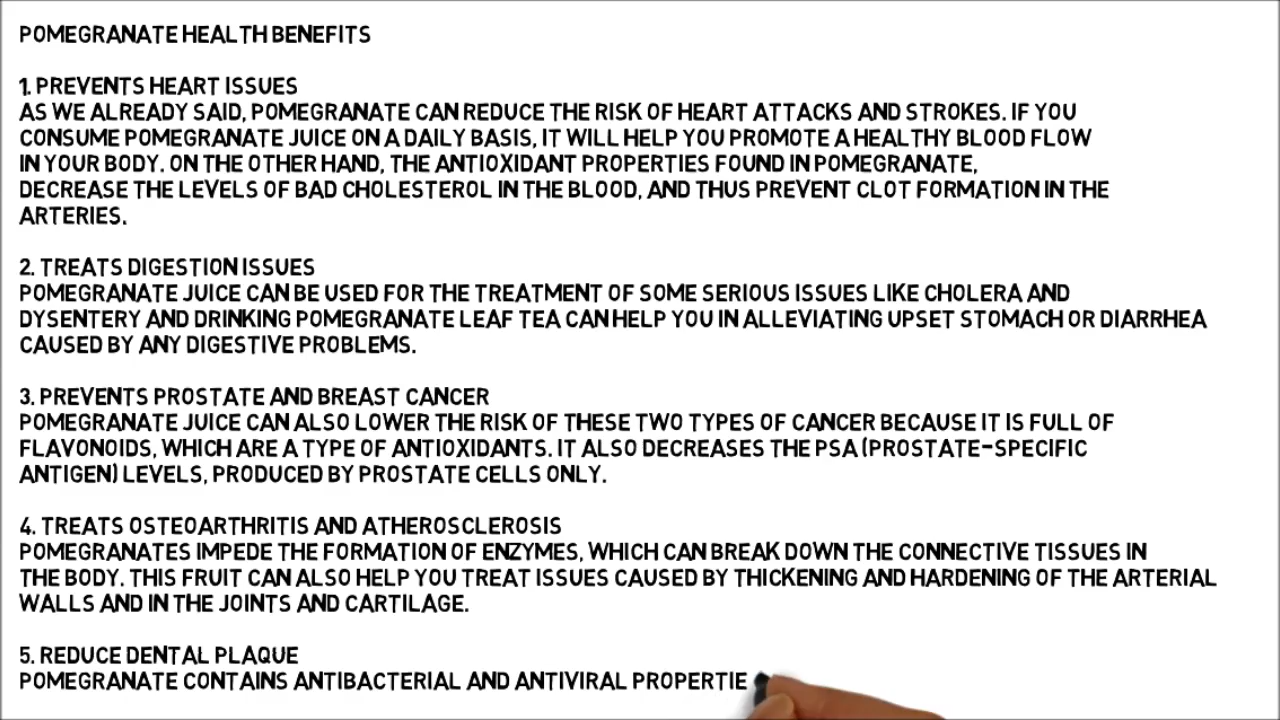 POMEGRANATE HEALTH BENEFITS
1. PREVENTS HEART ISSUES
AS WE ALREADY SAID, POMEGRANATE CAN REDUCE THE RISK OF HEART ATTACKS AND STROKES. IF YOU
CONSUME POMEGRANATE JUICE ON A DAILY BASIS, IT WILL HELP YOU PROMOTE A HEALTHY BLOOD FLOW
IN YOUR BODY. ON THE OTHER HAND, THE ANTIOXIDANT PROPERTIES FOUND IN POMEGRANATE,
DECREASE THE LEVELS OF BAD CHOLESTEROL IN THE BLOOD, AND THUS PREVENT CLOT FORMATION IN THE
ARTERIES.
2. TREATS DIGESTION ISSUES
POMEGRANATE JUICE CAN BE USED FOR THE TREATMENT OF SOME SERIOUS ISSUES LIKE CHOLERA AND
DYSENTERY AND DRINKING POMEGRANATE LEAF TEA CAN HELP YOU IN ALLEVIATING UPSET STOMACH OR DIARRHEA
CAUSED BY ANY DIGESTIVE PROBLEMS.
3. PREVENTS PROSTATE AND BREAST CANCER
POMEGRANATE JUICE CAN ALSO LOWER THE RISK OF THESE TWO TYPES OF CANCER BECAUSE IT IS FULL OF
FLAVONOIDS, WHICH ARE A TYPE OF ANTIOXIDANTS. IT ALSO DECREASES THE PSA (PROSTATE-SPECIFIC
ANTIGEN) LEVELS, PRODUCED BY PROSTATE CELLS ONLY.
4. TREATS OSTEOARTHRITIS AND ATHEROSCLEROSIS
POMEGRANATES IMPEDE THE FORMATION OF ENZYMES, WHICH CAN BREAK DOWN THE CONNECTIVE TISSUES IN
THE BODY. THIS FRUIT CAN ALSO HELP YOU TREAT ISSUES CAUSED BY THICKENING AND HARDENING OF THE ARTERIAL
WALLS AND IN THE JOINTS AND CARTILAGE.
5. REDUCE DENTAL PLAQUE
POMEGRANATE CONTAINS ANTIBACTERIAL AND ANTIVIRAL PROPERTIE